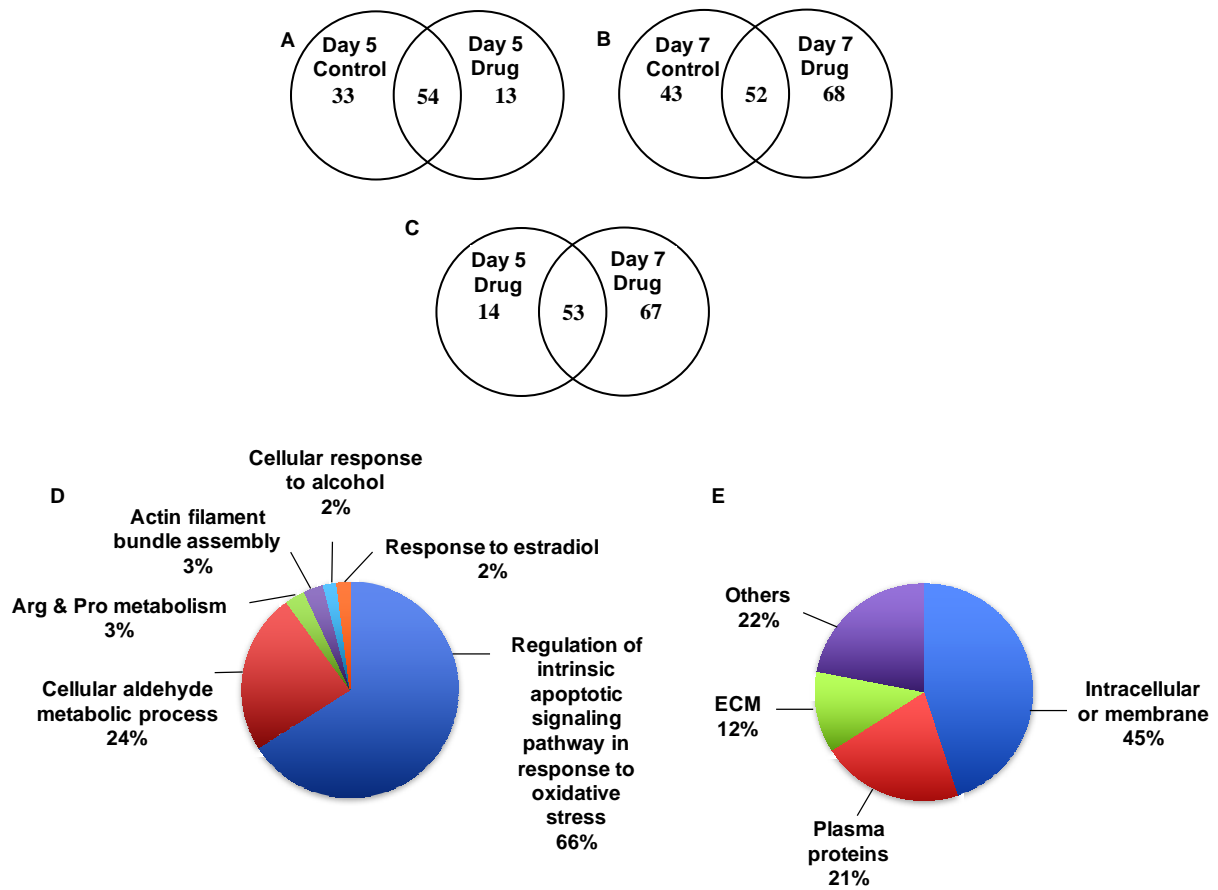 A
Day 5
Control
33
54
Day 5
Drug
13
B
Day 7
Control
43
52
Day 7
Drug
68
C
Day 5
Drug
14
53
Day 7
Drug
67
D
Cellular response
to alcohol
2%
Actin filament
bundle assembly
3%
Response to estradiol
2%
Arg & Pro metabolism
3%
Cellular aldehyde
metabolic process
24%
Regulation of
intrinsic
apoptotic
signaling
pathway in
response to
oxidative
stress
66%
E
Others
22%
ECM
12%
Intracellular
or membrane
45%
Plasma
proteins
21%